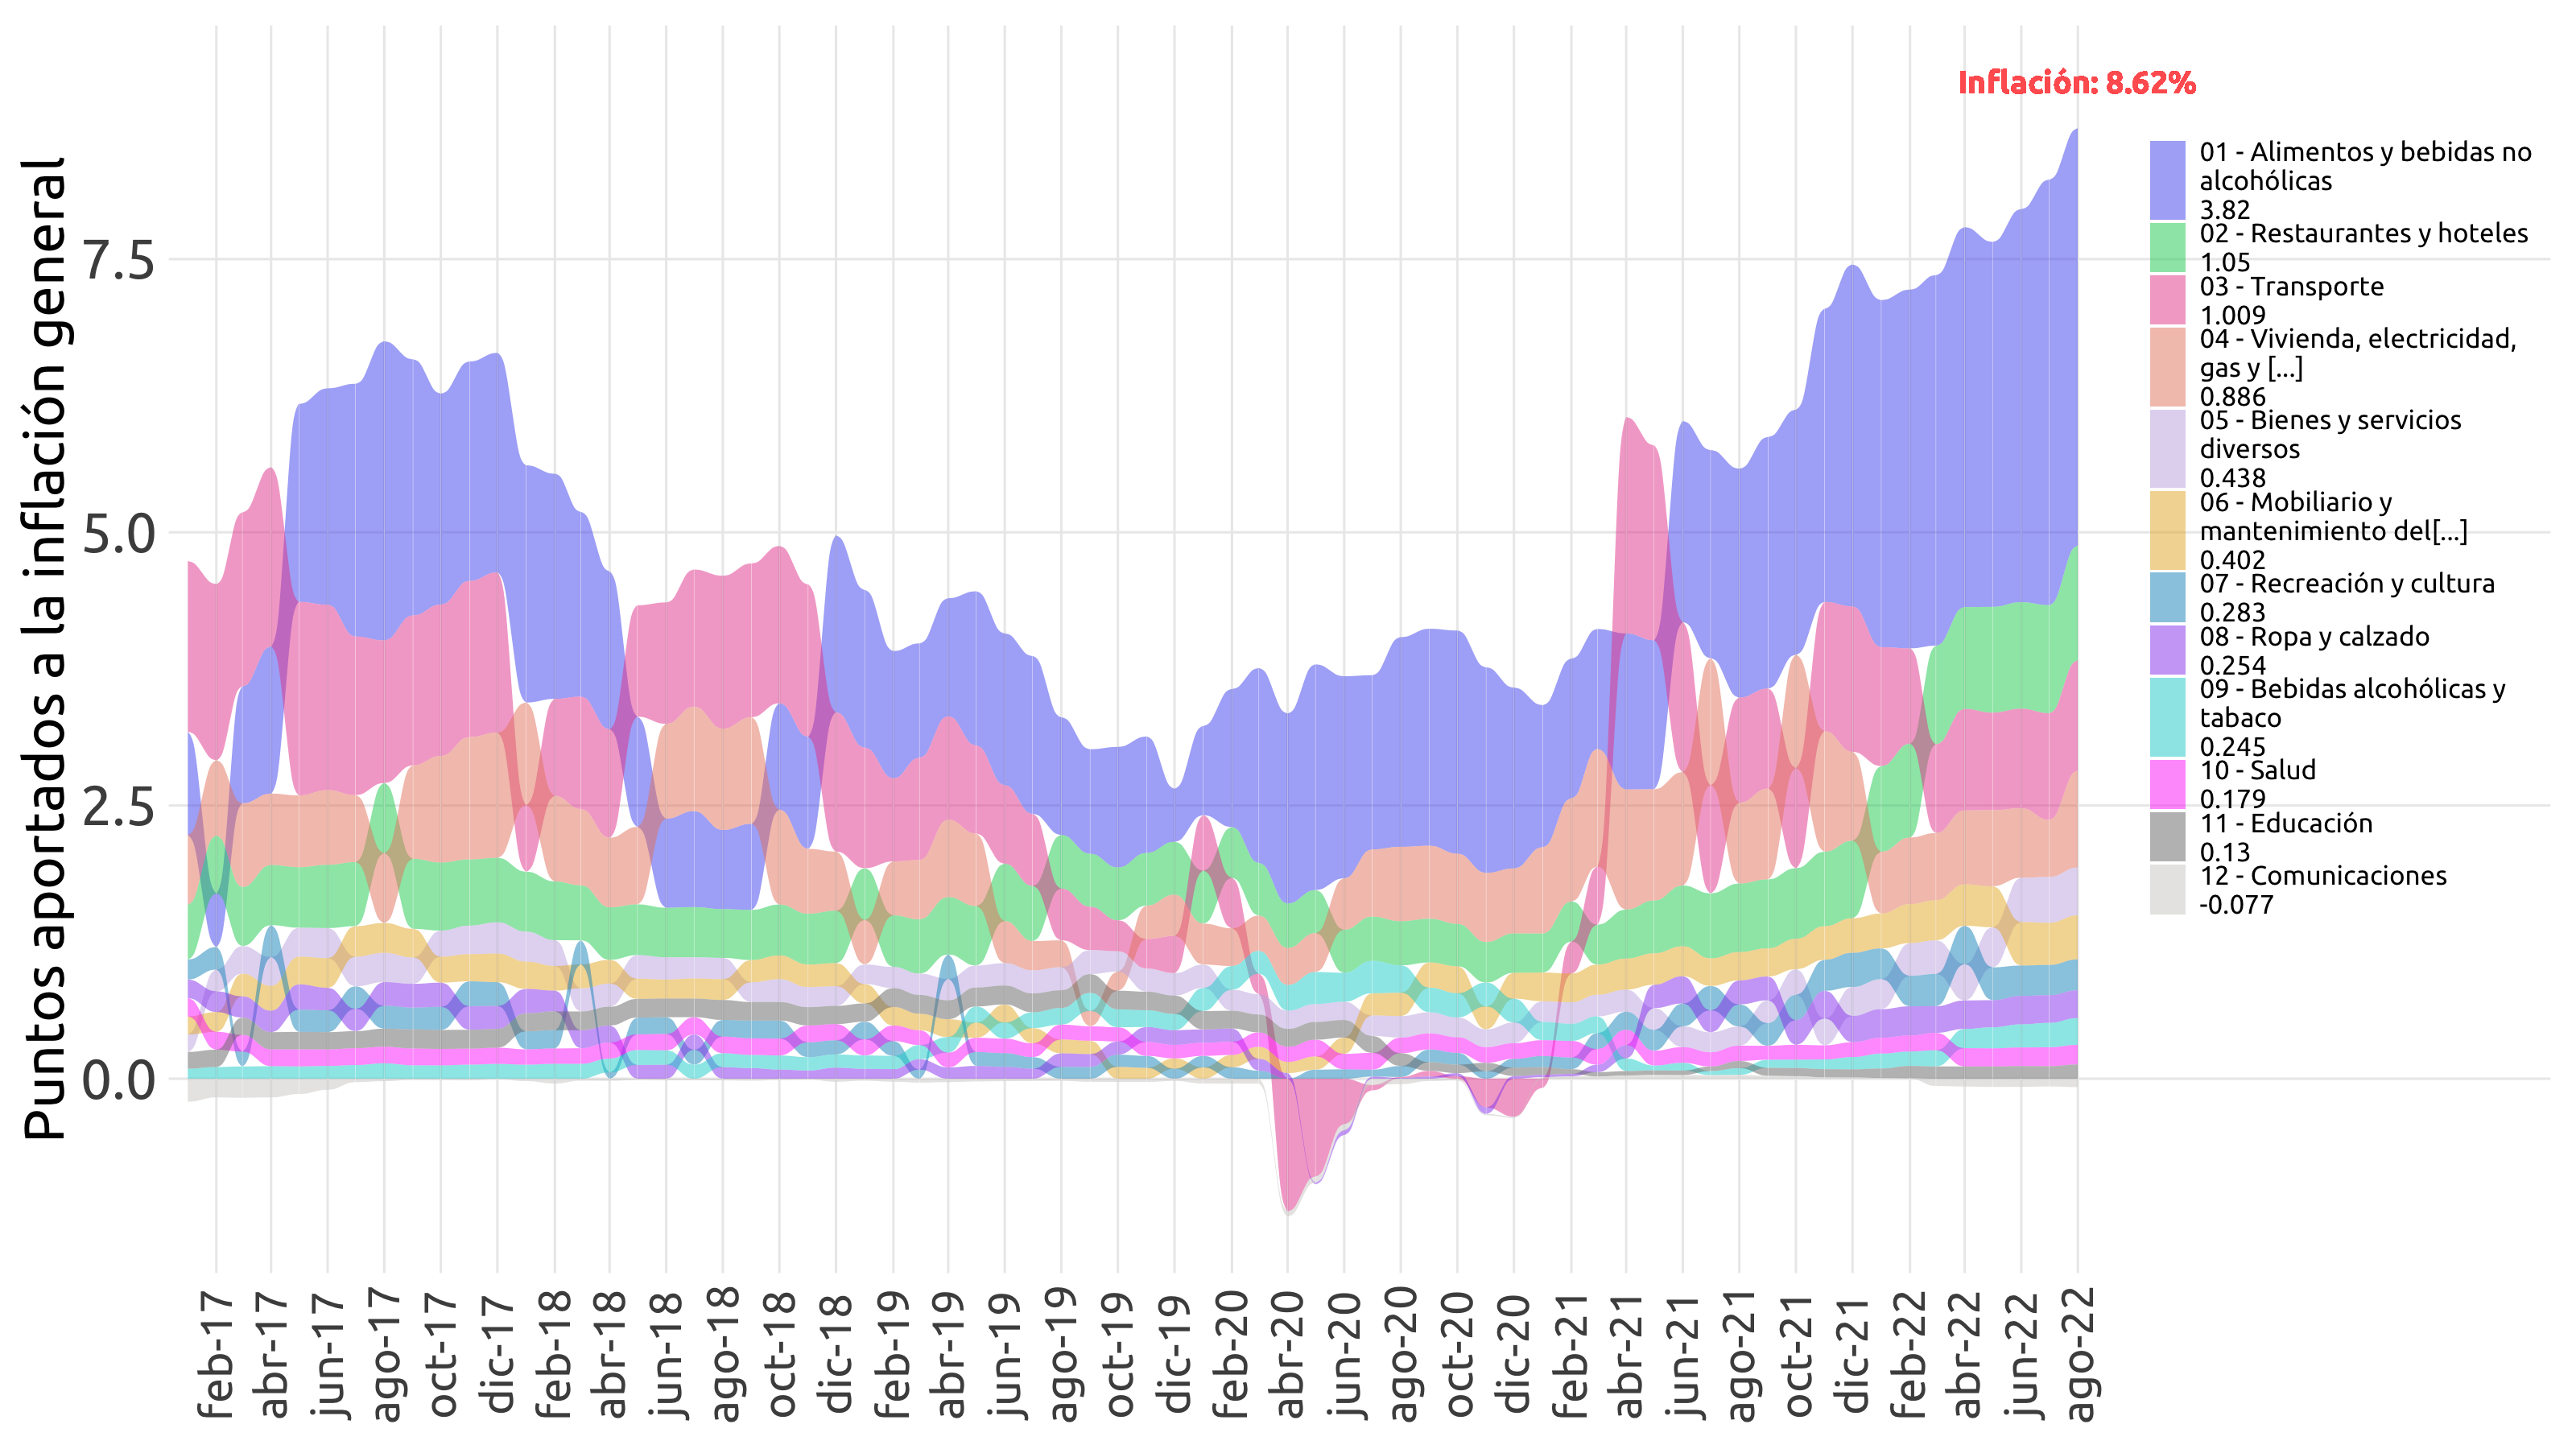 Puntos aportados a la inflación general
7.5
5.0
2.5
0.0
Inflación: 8.62%
01 - Alimentos y bebidas no
alcohólicas
3.82
02 - Restaurantes y hoteles
1.05
03 - Transporte
1.009
04 - Vivienda, electricidad,
gas y [...]
0.886
05 - Bienes y servicios
diversos
0.438
06 - Mobiliario y
mantenimiento del[...]
0.402
07 - Recreación y cultura
0.283
08 - Ropa y calzado
0.254
09 - Bebidas alcohólicas y
tabaco
0.245
10 - Salud
0.179
11 - Educación
0.13
12 - Comunicaciones
-0.077
feb-17
abr-17
jun-17
ago-17
oct-17
dic-17
feb-18
abr-18
jun-18
ago-18
oct-18
dic-18
feb-19
abr-19
jun-19
ago-19
oct-19
dic-19
feb-20
abr-20
jun-20
ago-20
oct-20
dic-20
feb-21
abr-21
jun-21
ago-21
oct-21
dic-21
feb-22
abr-22
jun-22
ago-22